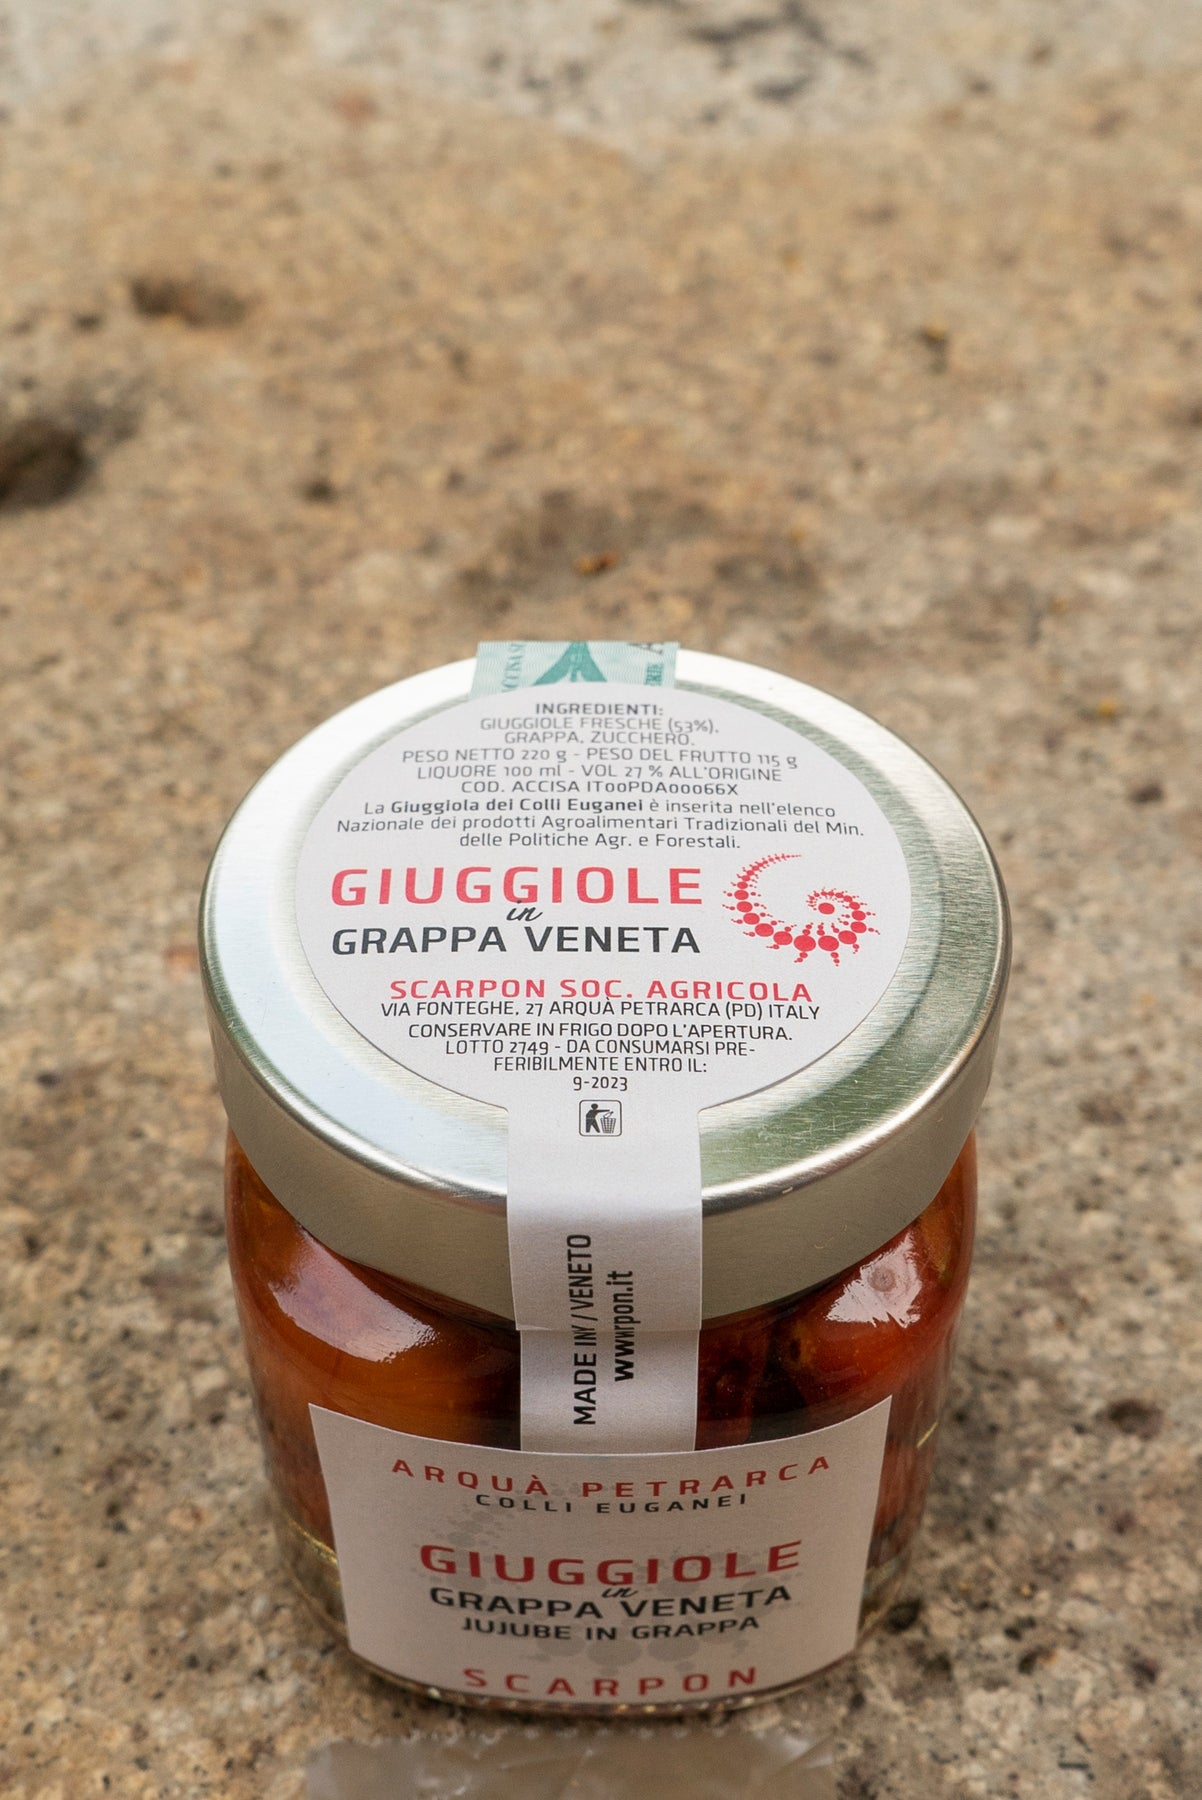 INGREDIENTI:
GIUGGIOLE FRESCHE (53%),
GRAPPA, ZUCCHERO.
PESO NETTO 220 g - PESO DEL FRUTTO 115 g
LIQUORE 100 ml - VOL 27 % ALL'ORIGINE
COD. ACCISA IT00PDA00066X
La Giuggiola dei Colli Euganei è inserita nell'elenco
Nazionale dei prodotti Agroalimentari Tradizionali del Min.
delle Politiche Agr. e Forestali.
GIUGGIOLE
in
GRAPPA VENETA
SCARPON SOC. AGRICOLA
VIA FONTEGHE, 27 ARQUÀ PETRARCA (PD) ITALY
CONSERVARE IN FRIGO DOPO L'APERTURA.
LOTTO 2749 - DA CONSUMARSI PRE-
FERIBILMENTE ENTRO IL:
9-2023
MADE IN / VENETO
ARQUÀ PETRARCA
COLLI EUGANEI
GIUGGIOLE
in
GRAPPA VENETA
JUJUBE IN GRAPPA
SCARPON